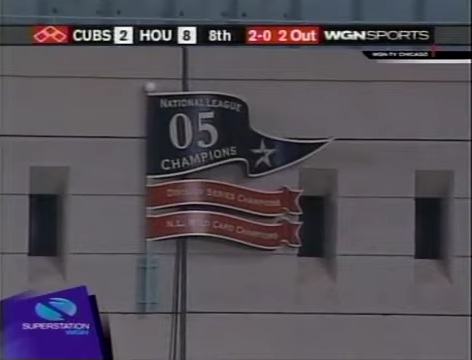 CUBS 2 HOU 8 8th 2-0 2 Out WGNSPORTS
WGN-TV CHICAGO
NATIONAL LEAGUE
05
CHAMPIONS
DIVISION SERIES CHAMPIONS
N.L. WILD CARD CHAMPIONS
SUPERSTATION
WGN